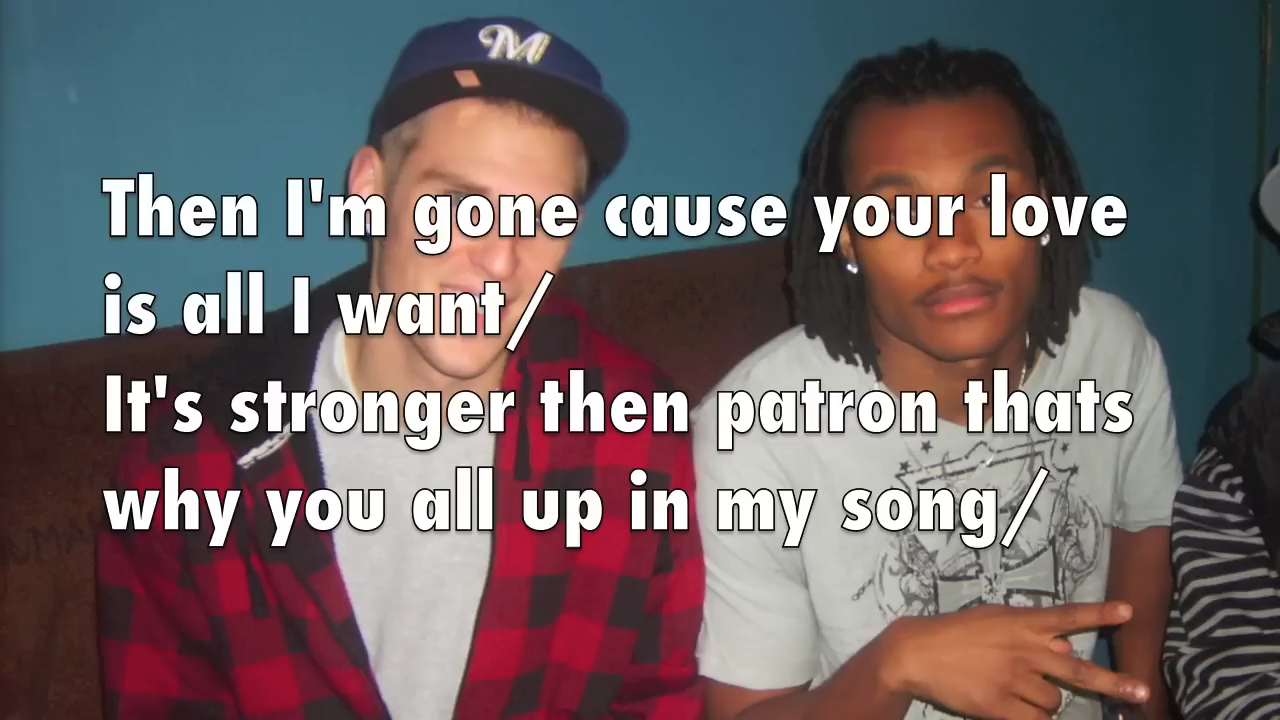 M
Then I'm gone cause your love
is all I want/
It's stronger then patron thats
why you all up in my song/